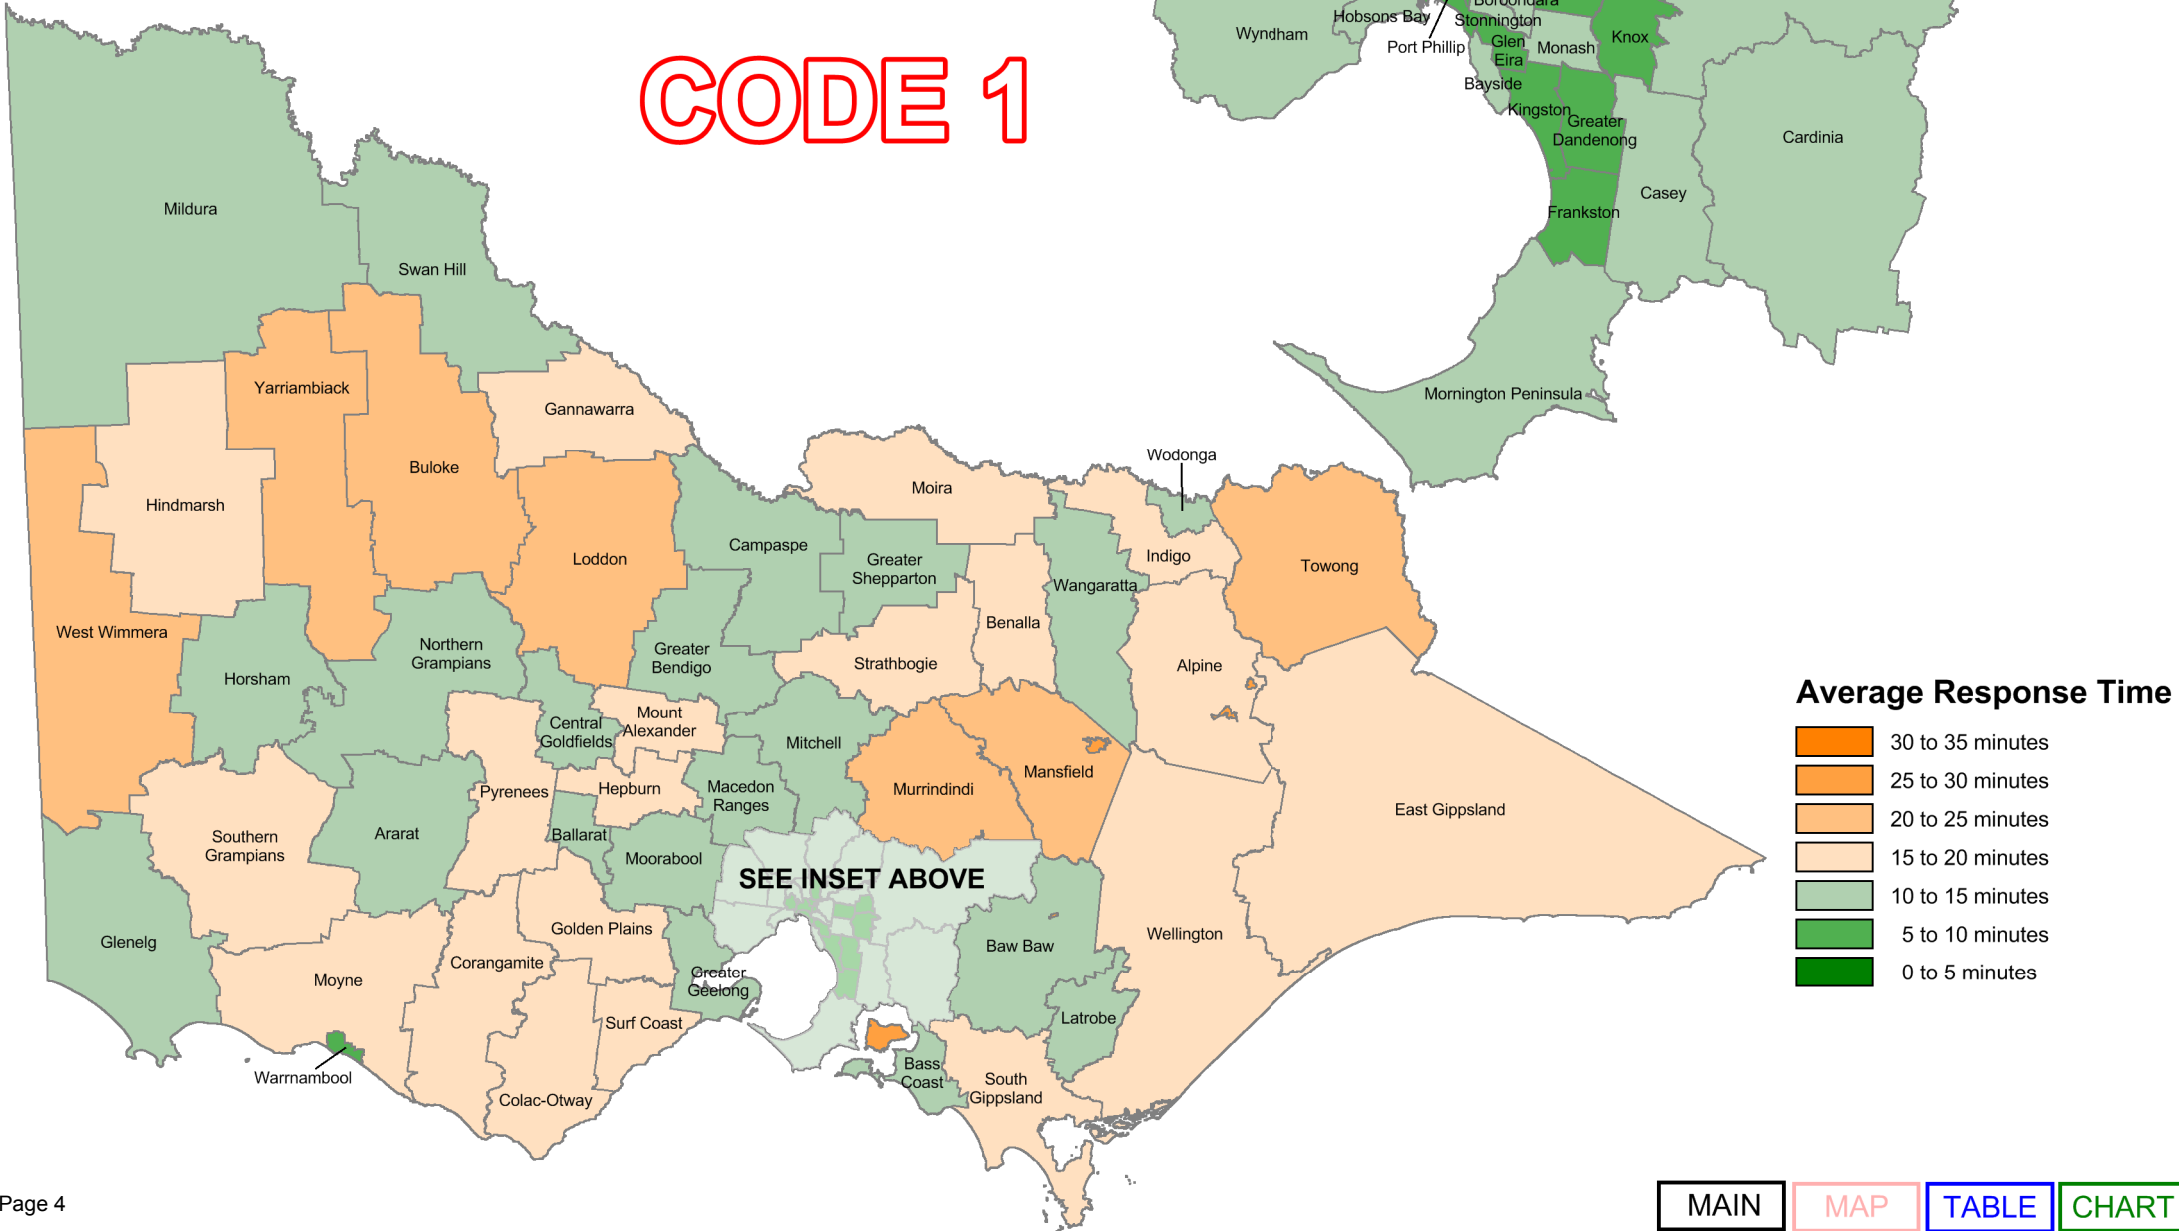 Boroondara
Hobsons Bay
Stonnington
Wyndham
Port Phillip
Glen
Eira
Monash
Knox
Bayside
Kingston
Greater
Dandenong
Cardinia
Casey
Frankston
Mornington Peninsula
CODE 1
Mildura
Swan Hill
Yarriambiack
Gannawarra
Buloke
Hindmarsh
Moira
Wodonga
Loddon
Campaspe
Greater
Shepparton
Indigo
Wangaratta
Towong
West Wimmera
Benalla
Northern
Grampians
Greater
Bendigo
Strathbogie
Alpine
Horsham
Mount
Alexander
Central
Goldfields
Mitchell
Mansfield
Pyrenees
Hepburn
Macedon
Ranges
Murrindindi
East Gippsland
Southern
Grampians
Ararat
Ballarat
Moorabool
SEE INSET ABOVE
Glenelg
Golden Plains
Baw Baw
Wellington
Moyne
Corangamite
Greater
Geelong
Surf Coast
Latrobe
Warrnambool
Bass
Coast
South
Gippsland
Colac-Otway
Average Response Time
30 to 35 minutes
25 to 30 minutes
20 to 25 minutes
15 to 20 minutes
10 to 15 minutes
5 to 10 minutes
0 to 5 minutes
Page 4
MAIN
MAP
TABLE
CHART